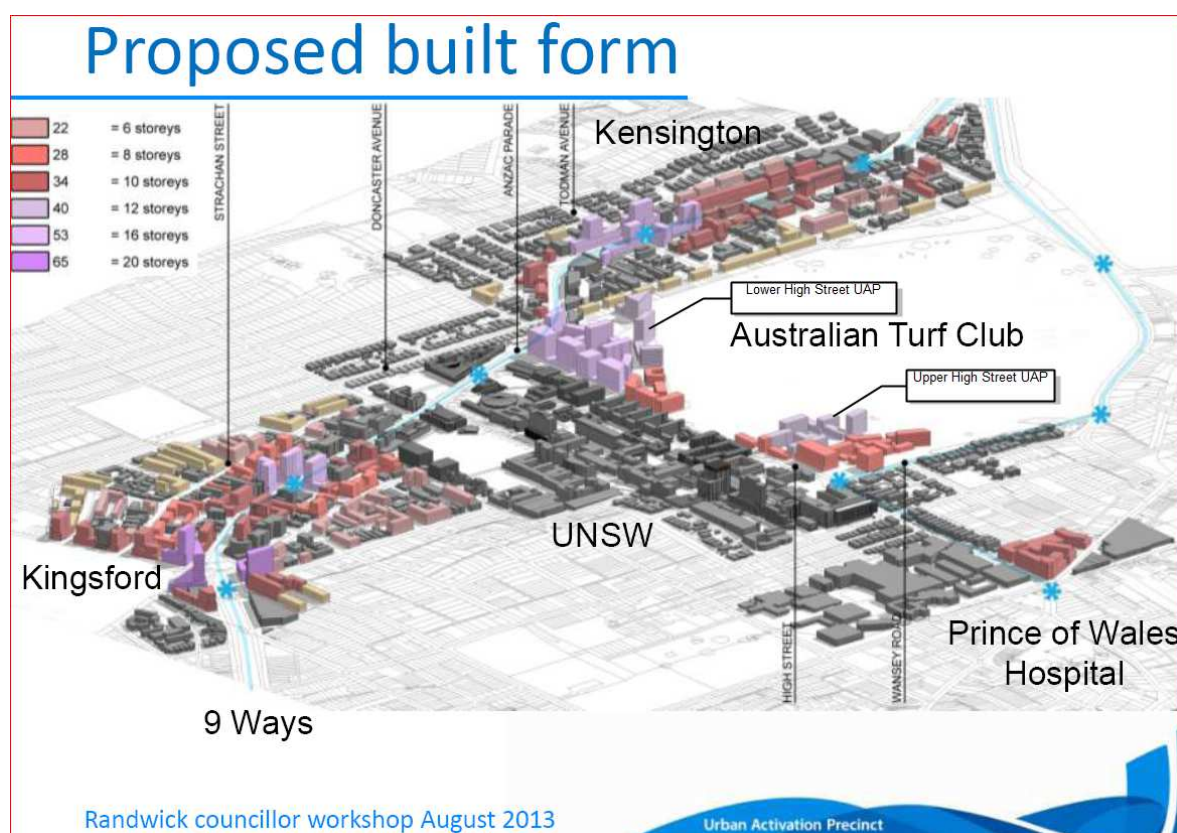 Proposed built form
22 = 6 storeys
28 = 8 storeys
34 = 10 storeys
40 = 12 storeys
53 = 16 storeys
65 = 20 storeys
STRACHAN STREET
DONCASTER AVENUE
ANZAC PARADE
TODMAN AVENUE
Kensington
Lower High Street UAP
Australian Turf Club
Upper High Street UAP
UNSW
Kingsford
9 Ways
HIGH STREET
WANSEY ROAD
Prince of Wales
Hospital
Randwick councillor workshop August 2013
Urban Activation Precinct